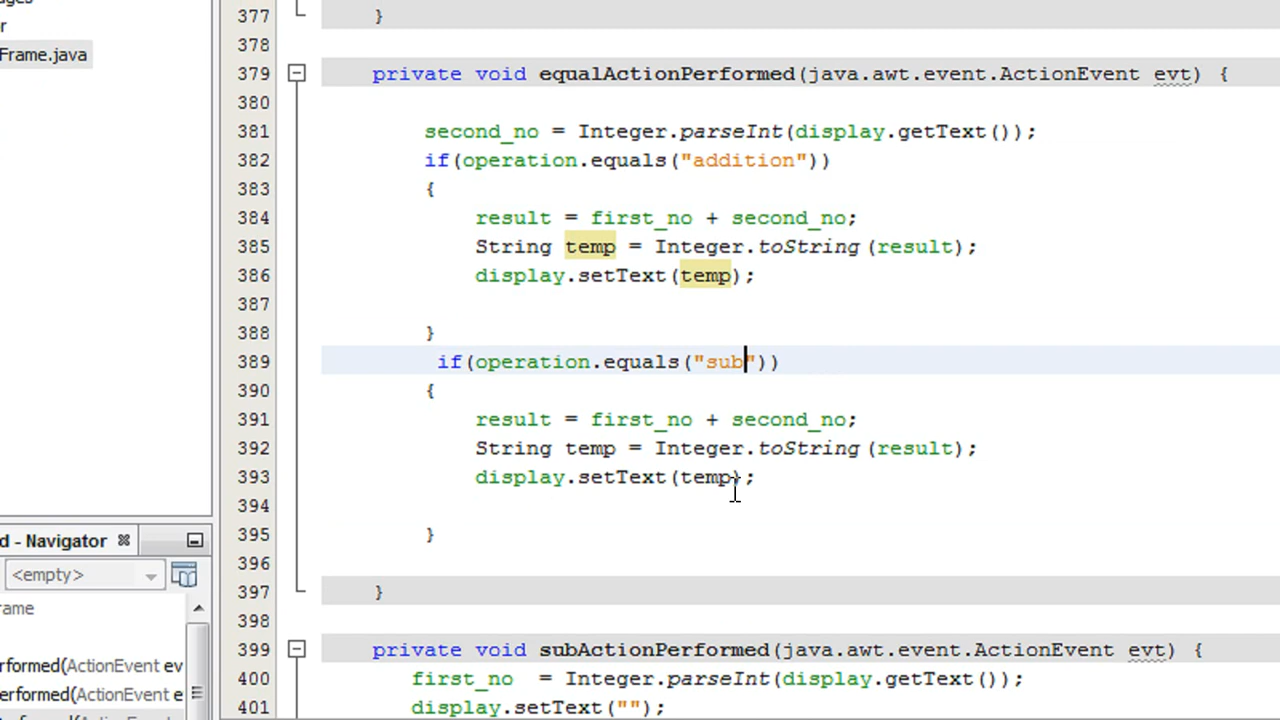 377 }
378
Frame.java
379 private void equalActionPerformed(java.awt.event.ActionEvent evt) {
380
381 second_no = Integer.parseInt(display.getText());
382 if(operation.equals("addition"))
383 {
384 result = first_no + second_no;
385 String temp = Integer.toString(result);
386 display.setText(temp);
387
388 }
389 if(operation.equals("sub"))
390 {
391 result = first_no + second_no;
392 String temp = Integer.toString(result);
393 display.setText(temp);
394
395 }
396
397 }
398
399 private void subActionPerformed(java.awt.event.ActionEvent evt) {
400 first_no = Integer.parseInt(display.getText());
401 display.setText("");
d - Navigator
<empty>
rame
rformed(ActionEvent ev
erformed(ActionEvent e